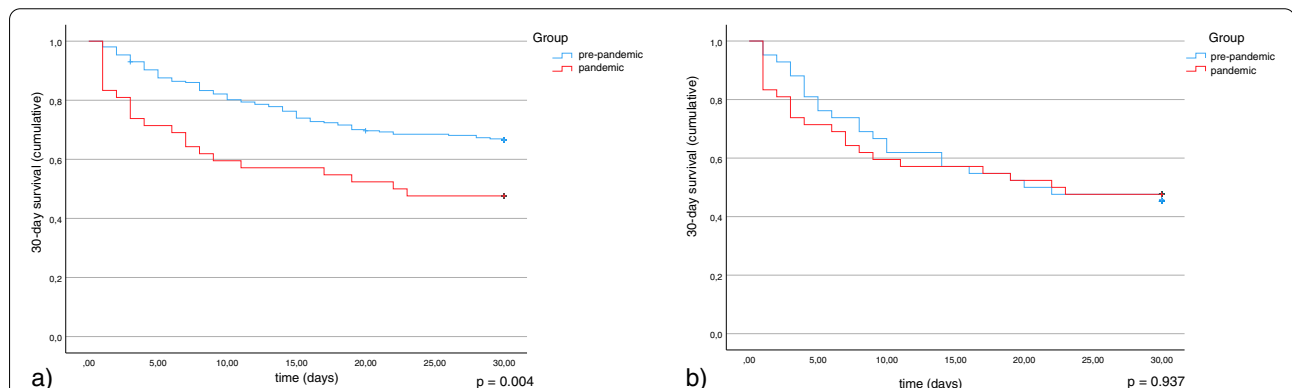 Group
pre-pandemic
pandemic
30-day survival (cumulative)
1,0
0,8
0,6
0,4
0,2
0,0
,00 5,00 10,00 15,00 20,00 25,00 30,00
time (days)
a)
p = 0.004
Group
pre-pandemic
pandemic
30-day survival (cumulative)
1,0
0,8
0,6
0,4
0,2
0,0
,00 5,00 10,00 15,00 20,00 25,00 30,00
time (days)
b)
p = 0.937